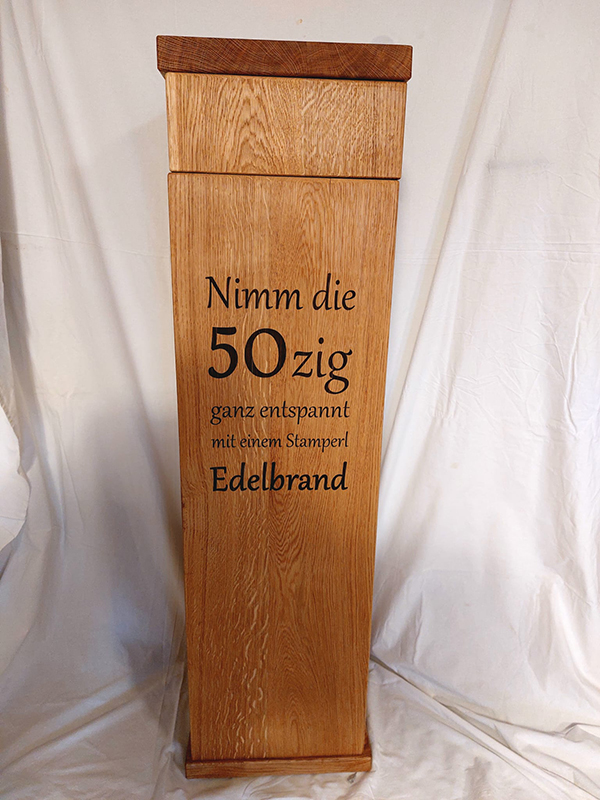 Nimm die
50zig
ganz entspannt
mit einem Stamperl
Edelbrand